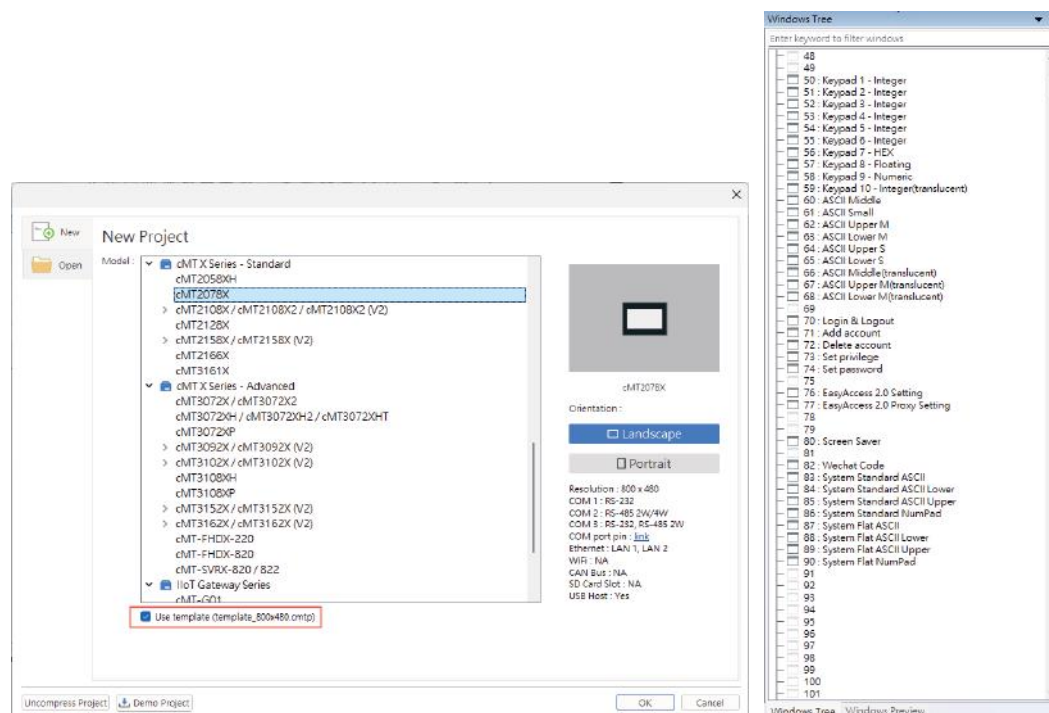 New
Open
New Project
Model :
cMT X Series - Standard
cMT2058XH
cMT2078X
cMT2108X / cMT2108X2 / cMT2108X2 (V2)
cMT2128X
cMT2158X / cMT2158X (V2)
cMT2166X
cMT3161X
cMT X Series - Advanced
cMT3072X / cMT3072X2
cMT3072XH / cMT3072XH2 / cMT3072XHT
cMT3072XP
cMT3092X / cMT3092X (V2)
cMT3102X / cMT3102X (V2)
cMT3108XH
cMT3108XP
cMT3152X / cMT3152X (V2)
cMT3162X / cMT3162X (V2)
cMT-FHDX-220
cMT-FHDX-820
cMT-SVRX-820 / 822
IIoT Gateway Series
cMT-G01
Use template (template_800x480.cmtp)
cMT2078X
Orientation :
Landscape
Portrait
Resolution : 800 x 480
COM 1 : RS-232
COM 2 : RS-485 2W/4W
COM 3 : RS-232, RS-485 2W
COM port pin : link
Ethernet : LAN 1, LAN 2
WiFi : NA
CAN Bus : NA
SD Card Slot : NA
USB Host : Yes
Uncompress Project
Demo Project
OK
Cancel
Windows Tree
Enter keyword to filter windows
48
49
50 : Keypad 1 - Integer
51 : Keypad 2 - Integer
52 : Keypad 3 - Integer
53 : Keypad 4 - Integer
54 : Keypad 5 - Integer
55 : Keypad 6 - Integer
56 : Keypad 7 - HEX
57 : Keypad 8 - Floating
58 : Keypad 9 - Numeric
59 : Keypad 10 - Integer(translucent)
60 : ASCII Middle
61 : ASCII Small
62 : ASCII Upper M
63 : ASCII Lower M
64 : ASCII Upper S
65 : ASCII Lower S
66 : ASCII Middle(translucent)
67 : ASCII Upper M(translucent)
68 : ASCII Lower M(translucent)
69
70 : Login & Logout
71 : Add account
72 : Delete account
73 : Set privilege
74 : Set password
75
76 : EasyAccess 2.0 Setting
77 : EasyAccess 2.0 Proxy Setting
78
79
80 : Screen Saver
81
82 : Wechat Code
83 : System Standard ASCII
84 : System Standard ASCII Lower
85 : System Standard ASCII Upper
86 : System Standard NumPad
87 : System Flat ASCII
88 : System Flat ASCII Lower
89 : System Flat ASCII Upper
90 : System Flat NumPad
91
92
93
94
95
96
97
98
99
100
101
Windows Tree
Windows Preview